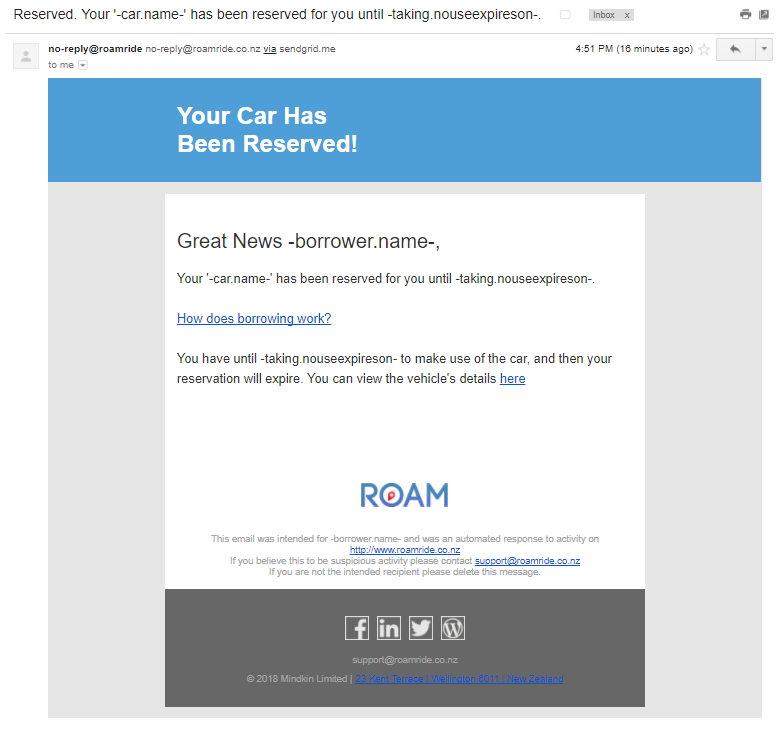 Reserved. Your '-car.name-' has been reserved for you until -taking.nouseexpireson-.
Inbox x
no-reply@roamride no-reply@roamride.co.nz via sendgrid.me
4:51 PM (16 minutes ago)
to me
Your Car Has
Been Reserved!
Great News -borrower.name-,
Your '-car.name-' has been reserved for you until -taking.nouseexpireson-.
How does borrowing work?
You have until -taking.nouseexpireson- to make use of the car, and then your
reservation will expire. You can view the vehicle's details here
ROAM
This email was intended for -borrower.name- and was an automated response to activity on
http://www.roamride.co.nz
If you believe this to be suspicious activity please contact support@roamride.co.nz
If you are not the intended recipient please delete this message.
f in W
support@roamride.co.nz
© 2018 Mindkin Limited | 23 Kent Terrace | Wellington 6011 | New Zealand